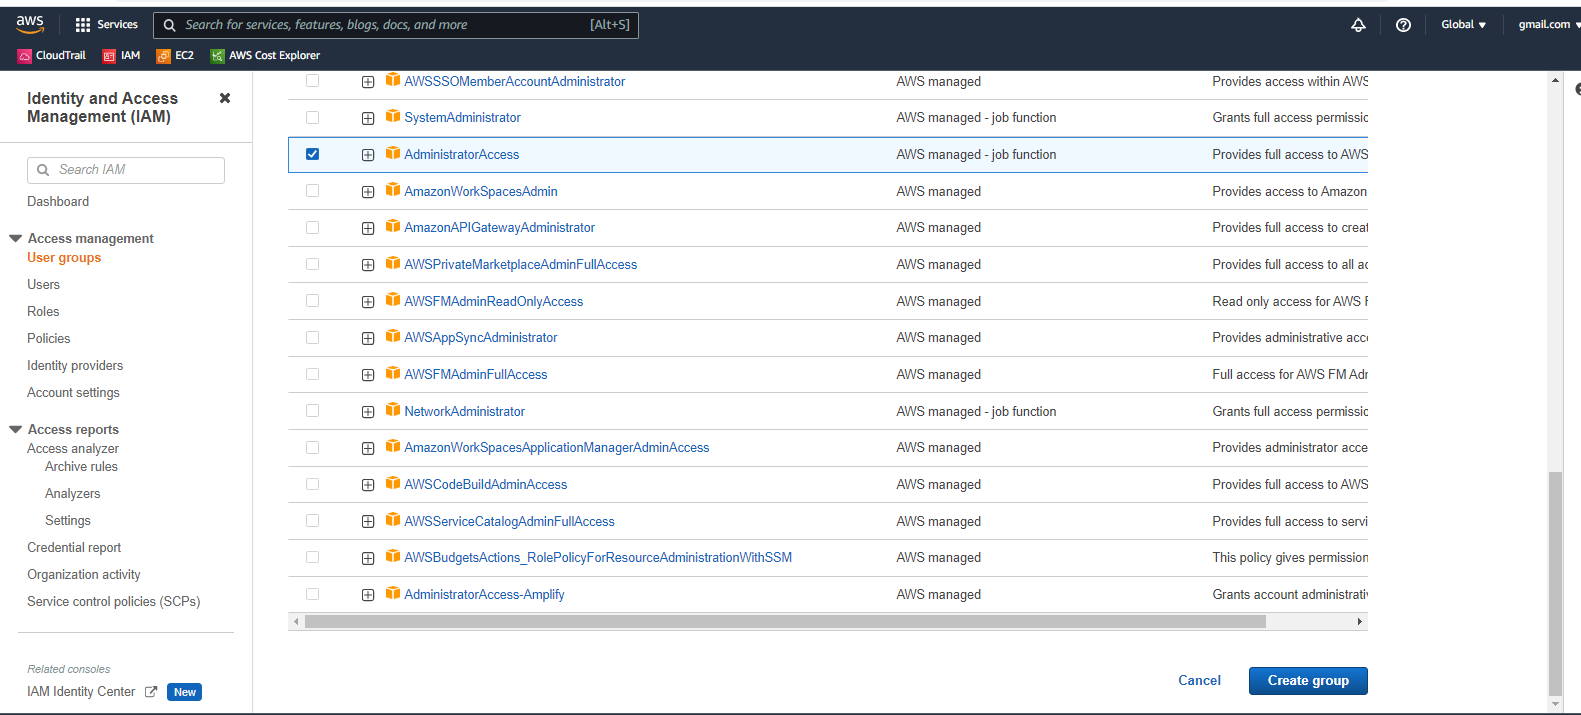 aws
Services
Search for services, features, blogs, docs, and more
[Alt+S]
Global
gmail.com
CloudTrail
IAM
EC2
AWS Cost Explorer
Identity and Access
Management (IAM)
Search IAM
Dashboard
Access management
User groups
Users
Roles
Policies
Identity providers
Account settings
Access reports
Access analyzer
Archive rules
Analyzers
Settings
Credential report
Organization activity
Service control policies (SCPs)
Related consoles
IAM Identity Center
New
AWSSSOMemberAccountAdministrator AWS managed Provides access within AWS
SystemAdministrator AWS managed - job function Grants full access permissic
AdministratorAccess AWS managed - job function Provides full access to AWS
AmazonWorkSpacesAdmin AWS managed Provides access to Amazon
AmazonAPIGatewayAdministrator AWS managed Provides full access to creat
AWSPrivateMarketplaceAdminFullAccess AWS managed Provides full access to all ac
AWSFMAdminReadOnlyAccess AWS managed Read only access for AWS F
AWSAppSyncAdministrator AWS managed Provides administrative acce
AWSFMAdminFullAccess AWS managed Full access for AWS FM Adr
NetworkAdministrator AWS managed - job function Grants full access permissic
AmazonWorkSpacesApplicationManagerAdminAccess AWS managed Provides administrator acce
AWSCodeBuildAdminAccess AWS managed Provides full access to AWS
AWSServiceCatalogAdminFullAccess AWS managed Provides full access to servi
AWSBudgetsActions_RolePolicyForResourceAdministrationWithSSM AWS managed This policy gives permission
AdministratorAccess-Amplify AWS managed Grants account administrativ
Cancel
Create group